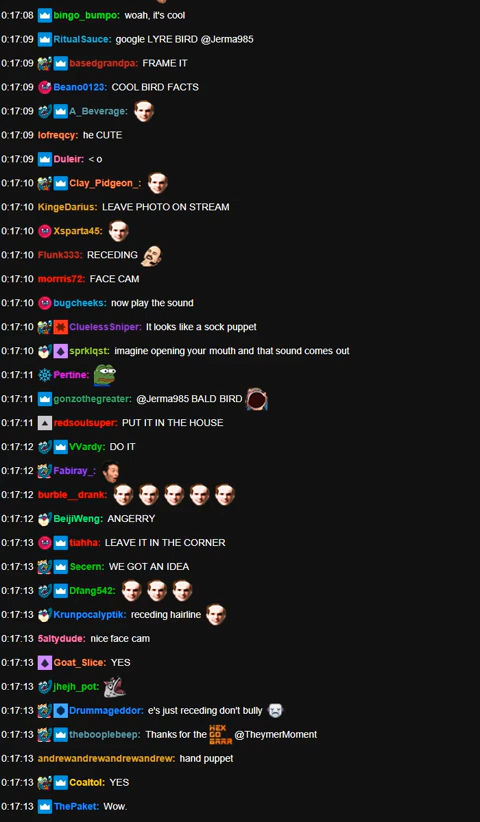 0:17:08 bingo_bumpo: woah, it's cool
0:17:09 RitualSauce: google LYRE BIRD @Jerma985
0:17:09 basedgrandpa: FRAME IT
0:17:09 Beano0123: COOL BIRD FACTS
0:17:09 A_Beverage:
0:17:09 lofreqcy: he CUTE
0:17:09 Duleir: < o
0:17:10 Clay_Pidgeon_:
0:17:10 KingeDarius: LEAVE PHOTO ON STREAM
0:17:10 Xsparta45:
0:17:10 Flunk333: RECEDING
0:17:10 morrris72: FACE CAM
0:17:10 bugcheeks: now play the sound
0:17:10 CluelessSniper: It looks like a sock puppet
0:17:10 sprklqst: imagine opening your mouth and that sound comes out
0:17:11 Pertine:
0:17:11 gonzothegreater: @Jerma985 BALD BIRD
0:17:11 redsoulsuper: PUT IT IN THE HOUSE
0:17:12 VVardy: DO IT
0:17:12 Fabiray_:
0:17:12 burble__drank:
0:17:12 BeijiWeng: ANGERRY
0:17:13 tiahha: LEAVE IT IN THE CORNER
0:17:13 Secern: WE GOT AN IDEA
0:17:13 Dfang542:
0:17:13 Krunpocalyptik: receding hairline
0:17:13 5altydude: nice face cam
0:17:13 Goat_Slice: YES
0:17:13 jhejh_pot:
0:17:13 Drummageddor: e's just receding don't bully
0:17:13 thebooplebeep: Thanks for the HEX GO BRRR @TheymerMoment
0:17:13 andrewandrewandrewandrew: hand puppet
0:17:13 Coaltol: YES
0:17:13 ThePaket: Wow.